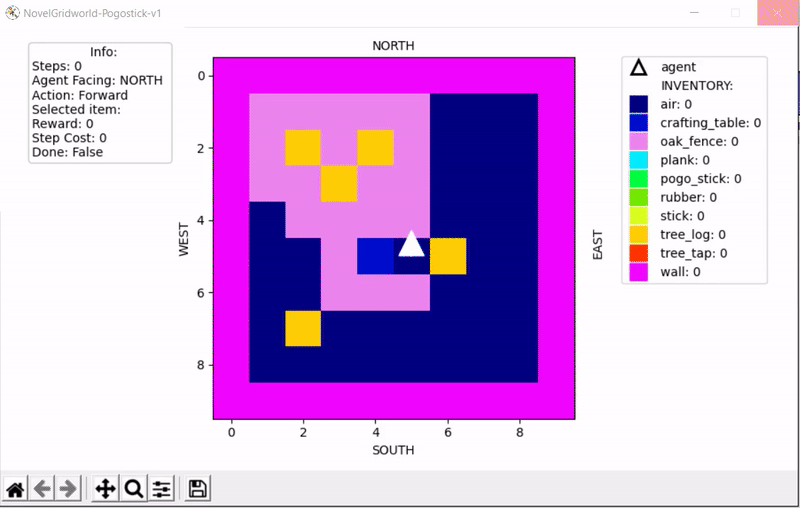 NovelGridworld-Pogostick-v1
Info:
Steps: 0
Agent Facing: NORTH
Action: Forward
Selected item:
Reward: 0
Step Cost: 0
Done: False
NORTH
0
2
4
6
8
WEST
EAST
0 2 4 6 8
SOUTH
agent
INVENTORY:
air: 0
crafting_table: 0
oak_fence: 0
plank: 0
pogo_stick: 0
rubber: 0
stick: 0
tree_log: 0
tree_tap: 0
wall: 0